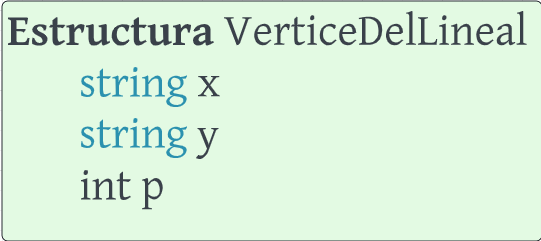 Estructura VerticeDelLineal
string x
string y
int p